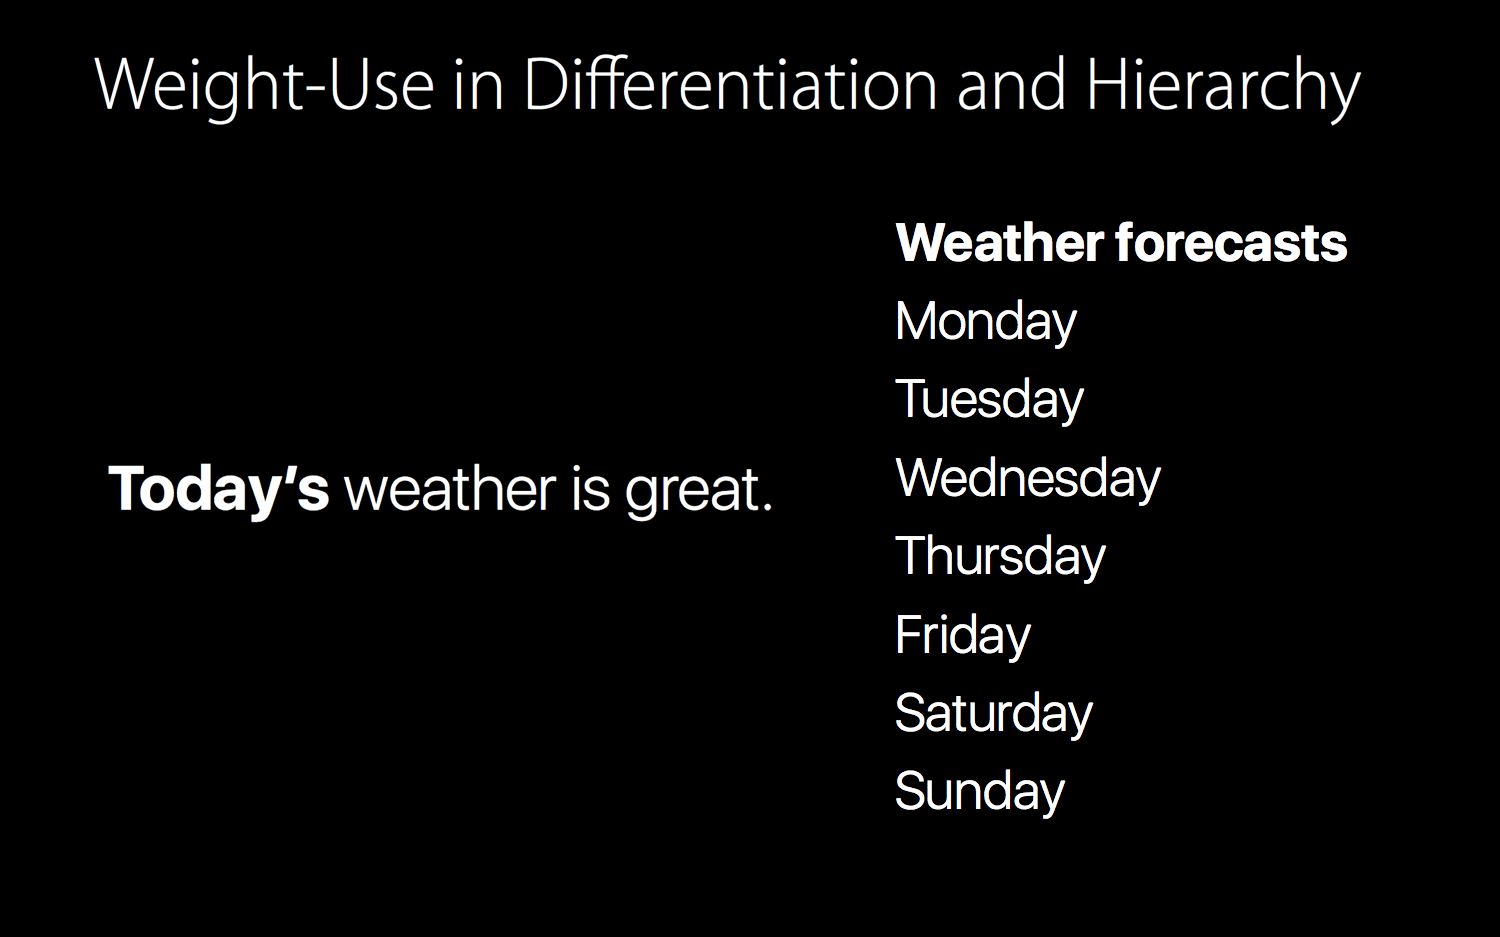 Weight-Use in Differentiation and Hierarchy
Today’s weather is great.
Weather forecasts
Monday
Tuesday
Wednesday
Thursday
Friday
Saturday
Sunday